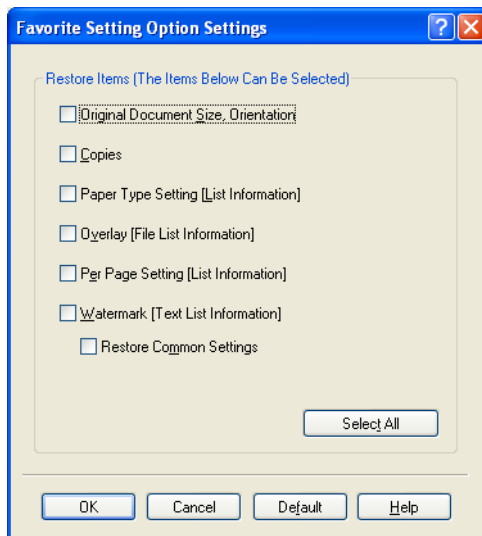 Favorite Setting Option Settings
Restore Items (The Items Below Can Be Selected)
Original Document Size, Orientation
Copies
Paper Type Setting [List Information]
Overlay [File List Information]
Per Page Setting [List Information]
Watermark [Text List Information]
Restore Common Settings
Select All
OK Cancel Default Help